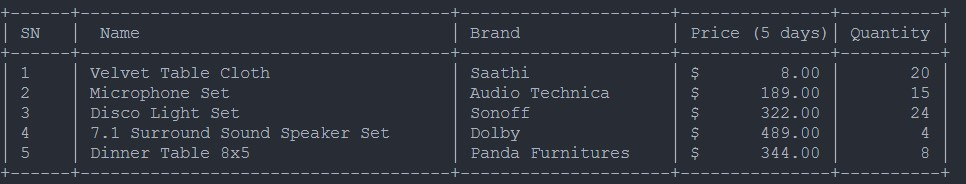 SN Name Brand Price (5 days) Quantity
1 Velvet Table Cloth Saathi $ 8.00 20
2 Microphone Set Audio Technica $ 189.00 15
3 Disco Light Set Sonoff $ 322.00 24
4 7.1 Surround Sound Speaker Set Dolby $ 489.00 4
5 Dinner Table 8x5 Panda Furnitures $ 344.00 8